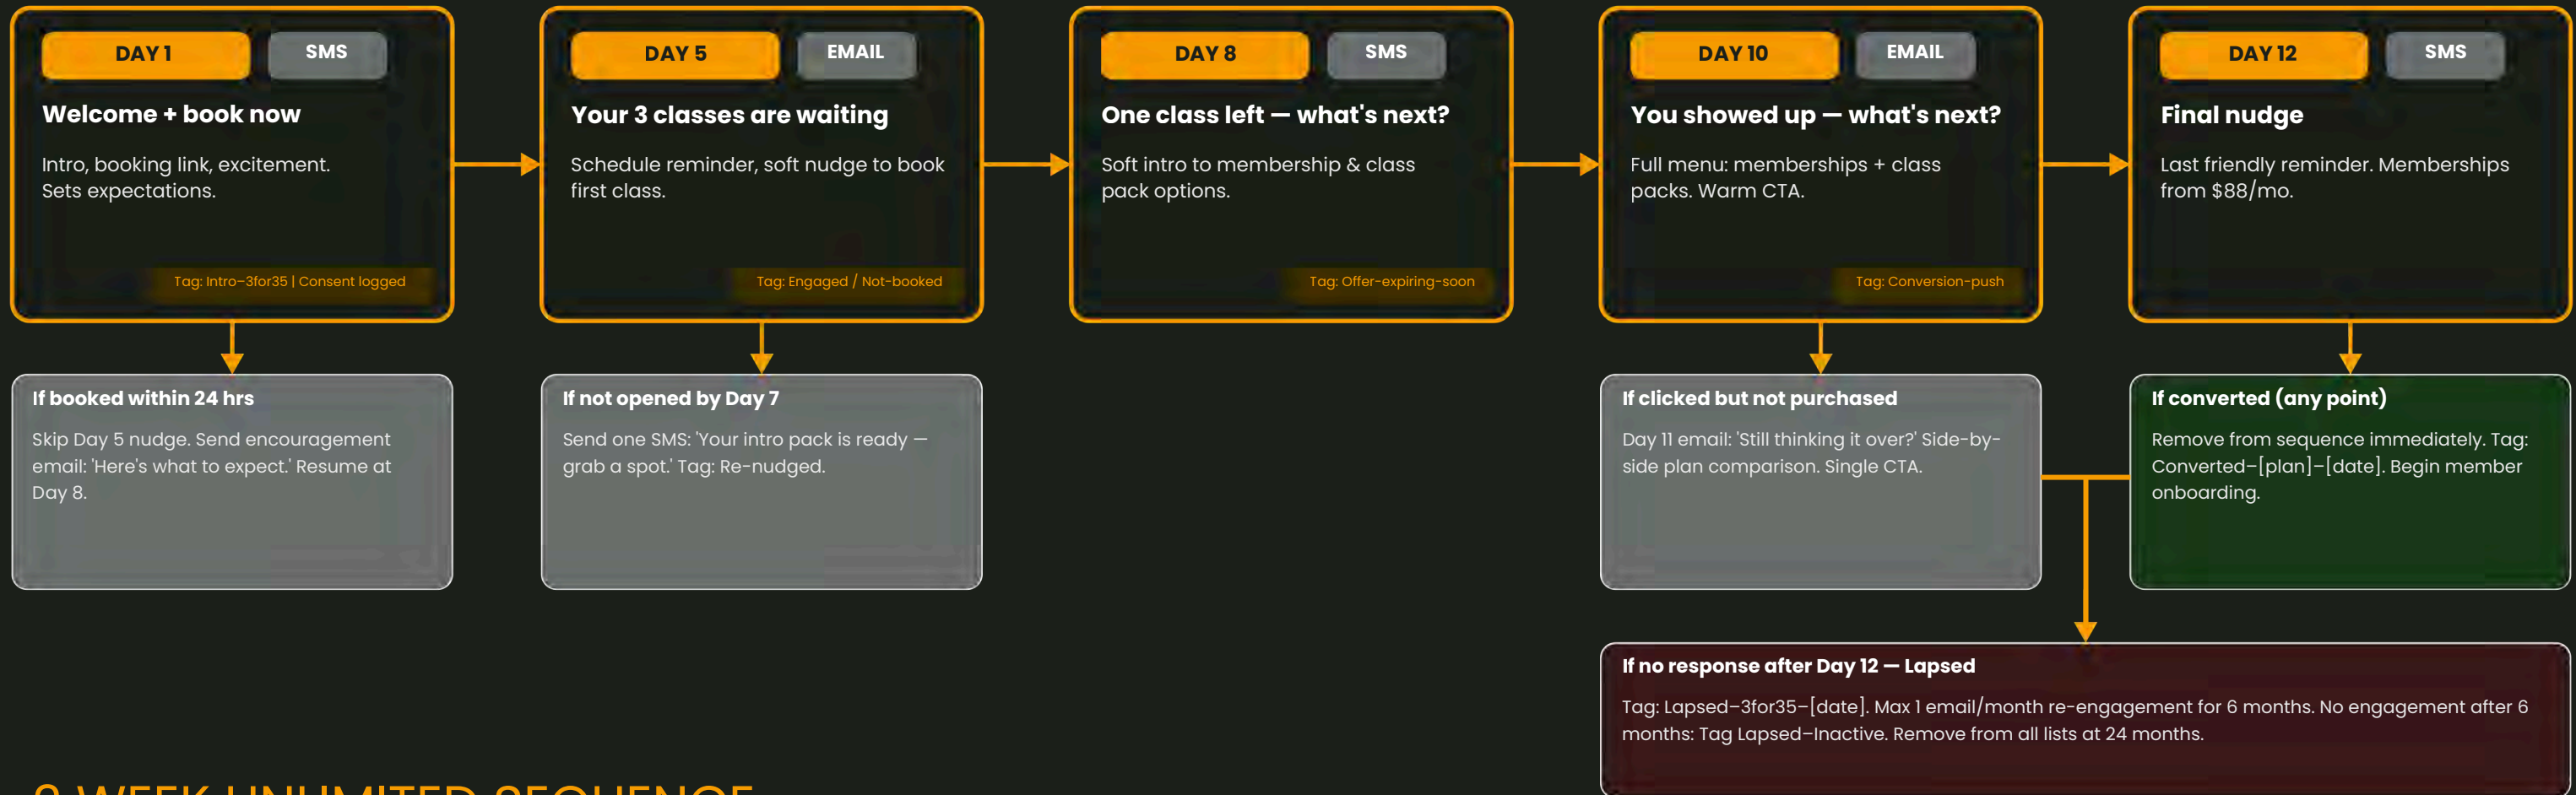 DAY 1
SMS
Welcome + book now
Intro, booking link, excitement.
Sets expectations.
Tag: Intro-3for35 | Consent logged
DAY 5
EMAIL
Your 3 classes are waiting
Schedule reminder, soft nudge to book
first class.
Tag: Engaged / Not-booked
DAY 8
SMS
One class left — what's next?
Soft intro to membership & class
pack options.
Tag: Offer-expiring-soon
DAY 10
EMAIL
You showed up — what's next?
Full menu: memberships + class
packs. Warm CTA.
Tag: Conversion-push
DAY 12
SMS
Final nudge
Last friendly reminder. Memberships
from $88/mo.
If booked within 24 hrs
Skip Day 5 nudge. Send encouragement
email: 'Here's what to expect.' Resume at
Day 8.
If not opened by Day 7
Send one SMS: 'Your intro pack is ready —
grab a spot.' Tag: Re-nudged.
If clicked but not purchased
Day 11 email: 'Still thinking it over?' Side-by-
side plan comparison. Single CTA.
If converted (any point)
Remove from sequence immediately. Tag:
Converted-[plan]-[date]. Begin member
onboarding.
If no response after Day 12 — Lapsed
Tag: Lapsed-3for35-[date]. Max 1 email/month re-engagement for 6 months. No engagement after 6
months: Tag Lapsed-Inactive. Remove from all lists at 24 months.
WEEK UNLIMITED SEQUENCE